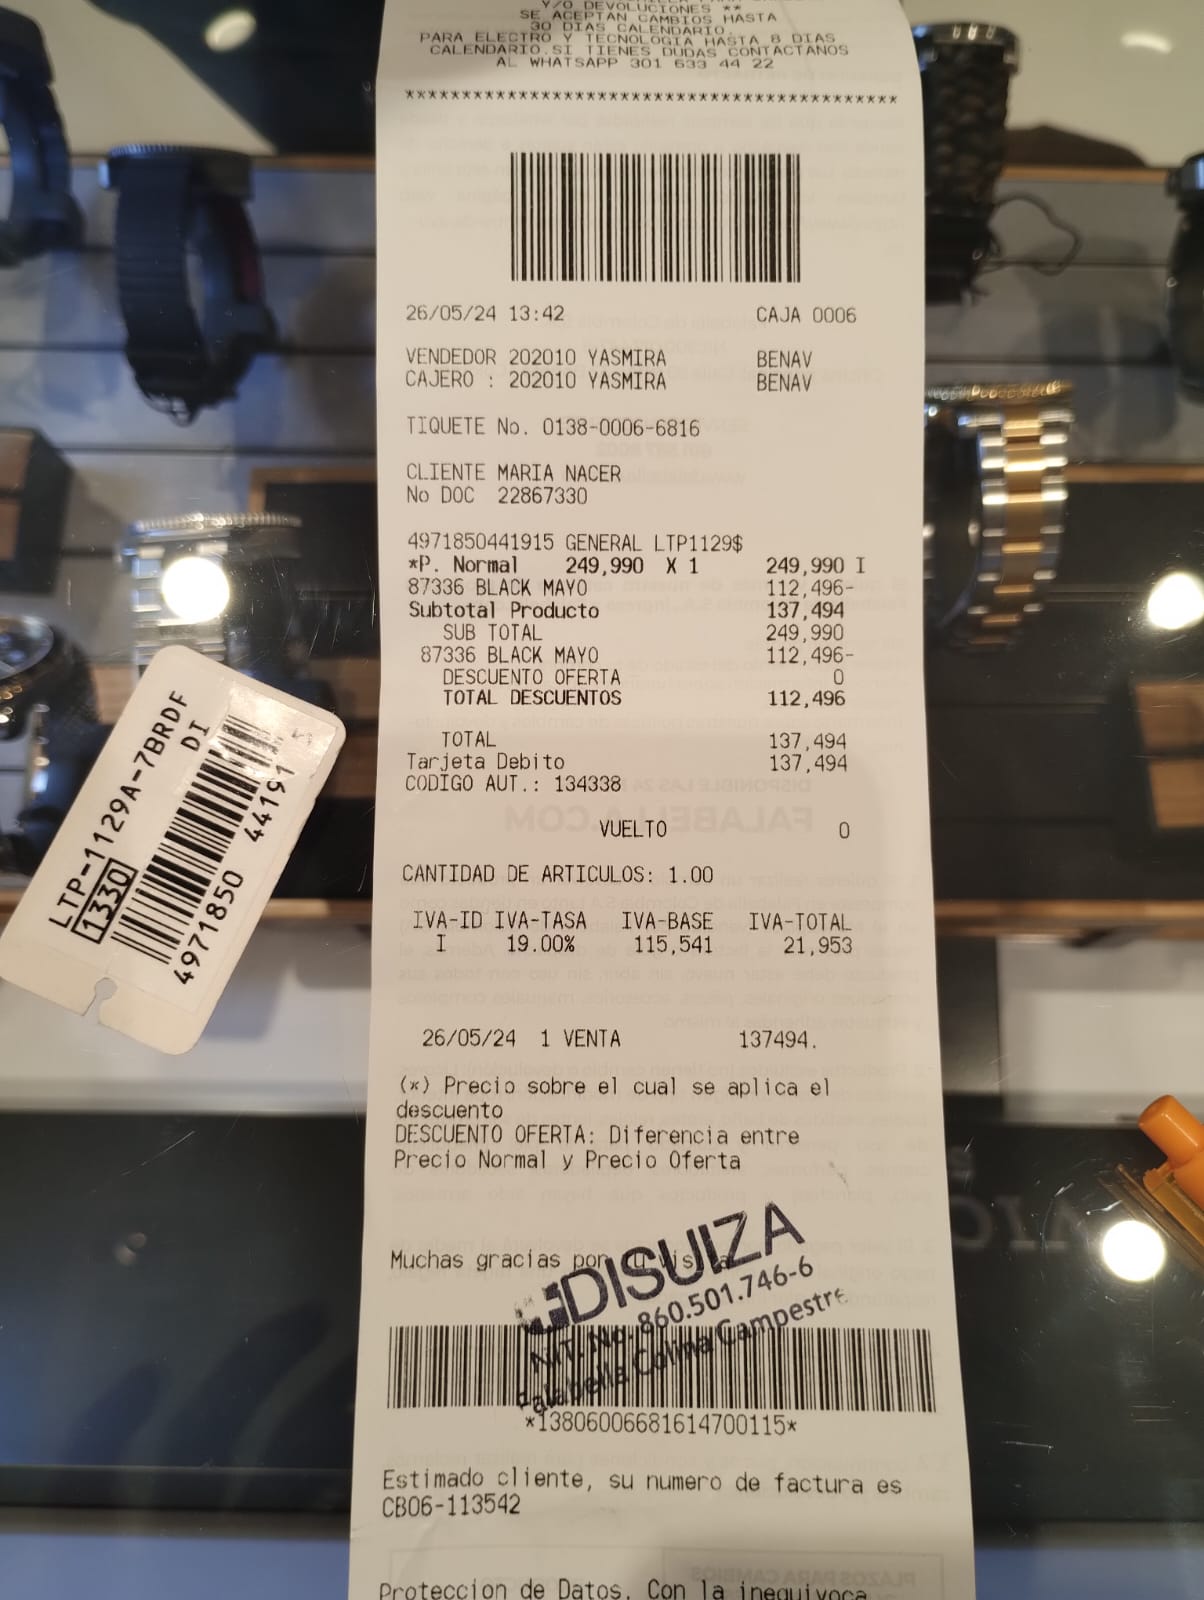 Y/O DEVOLUCIONES **
SE ACEPTAN CAMBIOS HASTA
30 DIAS CALENDARIO.
PARA ELECTRO Y TECNOLOGIA HASTA 8 DIAS
CALENDARIO.SI TIENES DUDAS CONTACTANOS
AL WHATSAPP 301 633 44 22
26/05/24 13:42 CAJA 0006
VENDEDOR 202010 YASMIRA BENAV
CAJERO : 202010 YASMIRA BENAV
TIQUETE No. 0138-0006-6816
CLIENTE MARIA NACER
No DOC 22867330
4971850441915 GENERAL LTP1129$
*P. Normal 249,990 X 1 249,990 I
87336 BLACK MAYO 112,496-
Subtotal Producto 137,494
SUB TOTAL 249,990
87336 BLACK MAYO 112,496-
DESCUENTO OFERTA 0
TOTAL DESCUENTOS 112,496
TOTAL 137,494
Tarjeta Debito 137,494
CODIGO AUT.: 134338
VUELTO 0
CANTIDAD DE ARTICULOS: 1.00
IVA-ID IVA-TASA IVA-BASE IVA-TOTAL
I 19.00% 115,541 21,953
26/05/24 1 VENTA 137494.
(*) Precio sobre el cual se aplica el
descuento
DESCUENTO OFERTA: Diferencia entre
Precio Normal y Precio Oferta
Muchas gracias por tu visita
DISUIZA
NIT. No. 860.501.746-6
Falabella Colina Campestre
*13806006681614700115*
Estimado cliente, su numero de factura es
CB06-113542
Proteccion de Datos. Con la inequivoca
LTP-1129A-7BRDF
DI
1330
4971850 44191